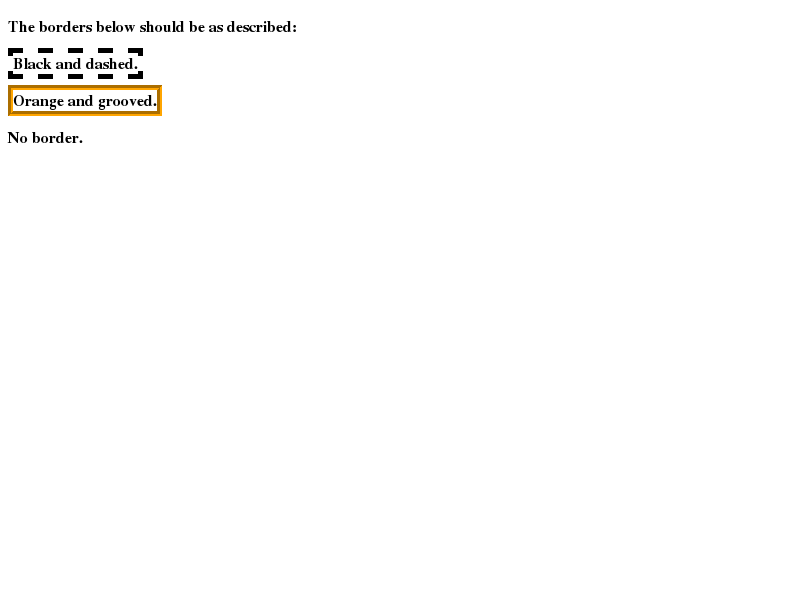 The borders below should be as described:
Black and dashed.
Orange and grooved.
No border.